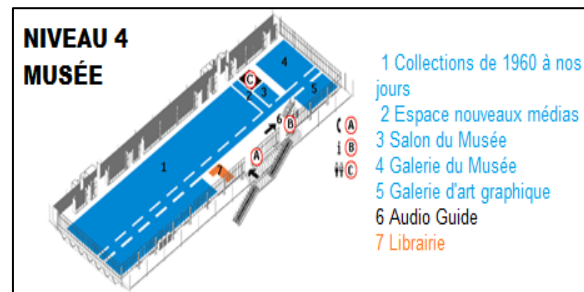 NIVEAU 4
MUSÉE
4
C
2
3
5
6
B
1
A
7
A
B
C
1 Collections de 1960 à nos
jours
2 Espace nouveaux médias
3 Salon du Musée
4 Galerie du Musée
5 Galerie d'art graphique
6 Audio Guide
7 Librairie